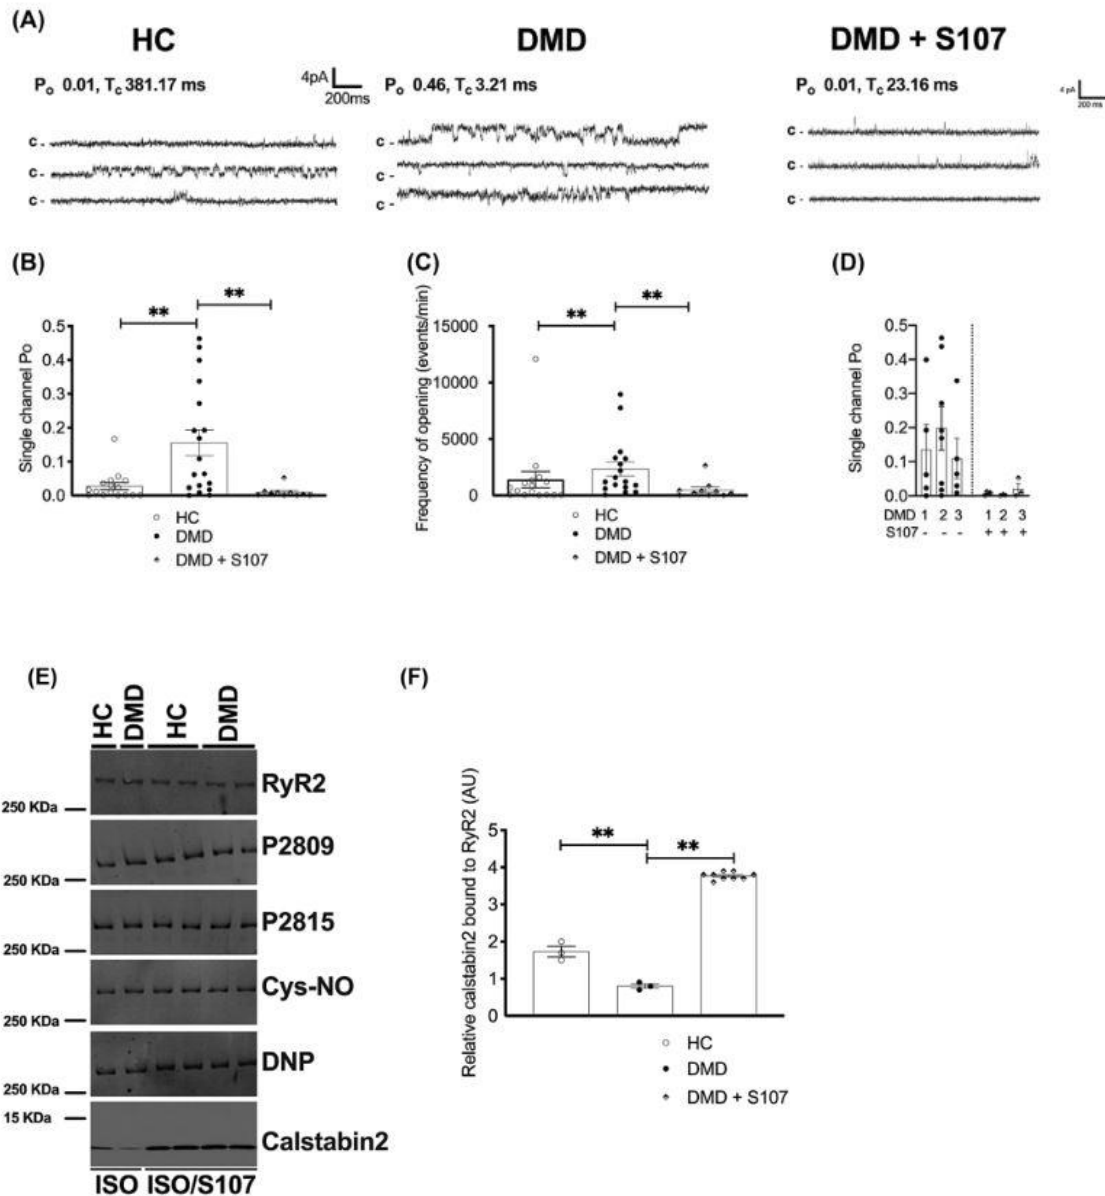 (A)
HC
DMD
DMD + S107
Po 0.01, Tc 381.17 ms
4pA
200ms
Po 0.46, Tc 3.21 ms
Po 0.01, Tc 23.16 ms
4 pA
200 ms
c -
c -
c -
c -
c -
c -
c -
c -
c -
(B)
**
**
Single channel Po
0.5
0.4
0.3
0.2
0.1
0.0
HC
DMD
DMD + S107
(C)
**
**
Frequency of opening (events/min)
15000
10000
5000
0
HC
DMD
DMD + S107
(D)
Single channel Po
0.5
0.4
0.3
0.2
0.1
0.0
DMD 1 2 3 1 2 3
S107 - - - + + +
(E)
HC
DMD
HC
DMD
RyR2
250 KDa
P2809
250 KDa
P2815
250 KDa
Cys-NO
250 KDa
DNP
250 KDa
15 KDa
Calstabin2
ISO ISO/S107
(F)
Relative calstabin2 bound to RyR2 (AU)
5
4
3
2
1
0
**
**
HC
DMD
DMD + S107